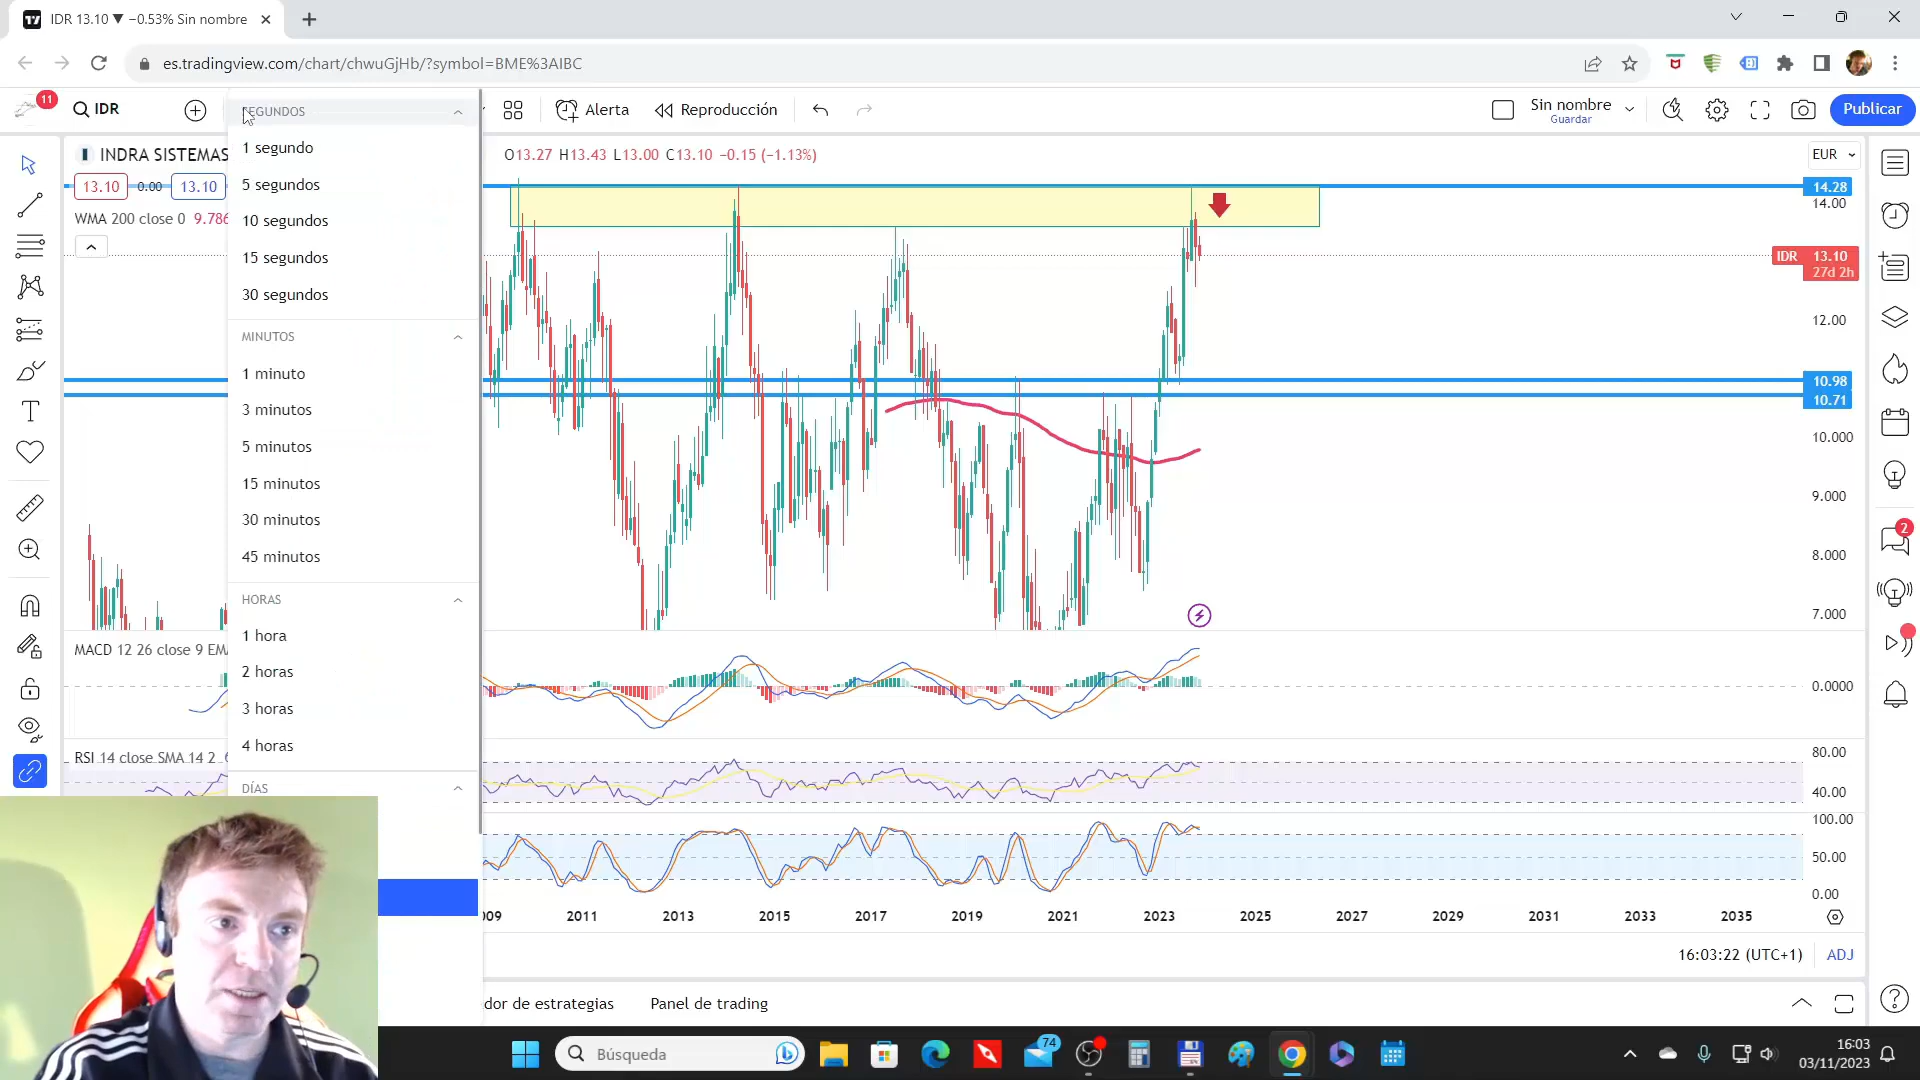 IDR 13.10 ▼ −0.53% Sin nombre
es.tradingview.com/chart/chwuGjHb/?symbol=BME%3AIBC
11
IDR
Alerta
Reproducción
Sin nombre
Guardar
Publicar
SEGUNDOS
1 segundo
5 segundos
10 segundos
15 segundos
30 segundos
MINUTOS
1 minuto
3 minutos
5 minutos
15 minutos
30 minutos
45 minutos
HORAS
1 hora
2 horas
3 horas
4 horas
DÍAS
INDRA SISTEMAS
O13.27 H13.43 L13.00 C13.10 −0.15 (−1.13%)
EUR
13.10 0.00 13.10
WMA 200 close 0 9.786
14.28
14.00
IDR 13.10
27d 2h
12.00
10.98
10.71
10.000
9.000
8.000
7.000
MACD 12 26 close 9 EMA
0.0000
RSI 14 close SMA 14 2
80.00
40.00
100.00
50.00
0.00
09 2011 2013 2015 2017 2019 2021 2023 2025 2027 2029 2031 2033 2035
16:03:22 (UTC+1) ADJ
dor de estrategias Panel de trading
2
Búsqueda
74
16:03
03/11/2023